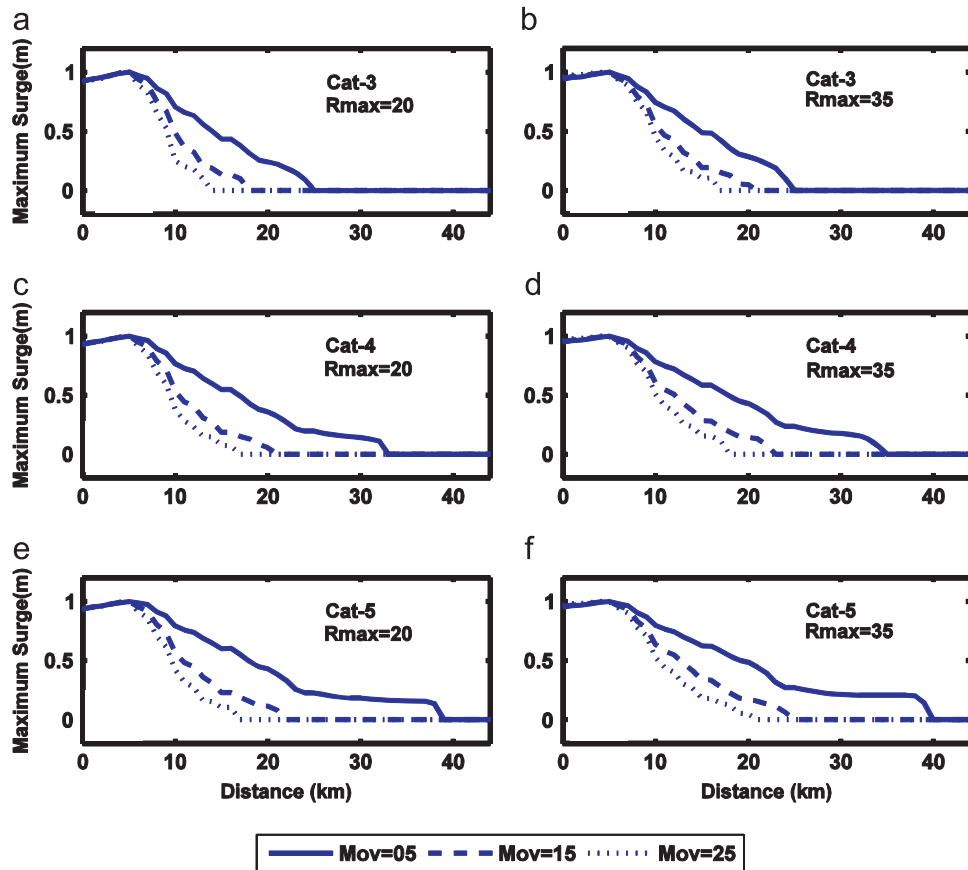 a
b
Maximum Surge(m)
1
0.5
0
Cat-3
Rmax=20
0 10 20 30 40
1
0.5
0
Cat-3
Rmax=35
0 10 20 30 40
c
d
Maximum Surge(m)
1
0.5
0
Cat-4
Rmax=20
0 10 20 30 40
1
0.5
0
Cat-4
Rmax=35
0 10 20 30 40
e
f
Maximum Surge(m)
1
0.5
0
Cat-5
Rmax=20
0 10 20 30 40
Distance (km)
1
0.5
0
Cat-5
Rmax=35
0 10 20 30 40
Distance (km)
Mov=05 Mov=15 Mov=25